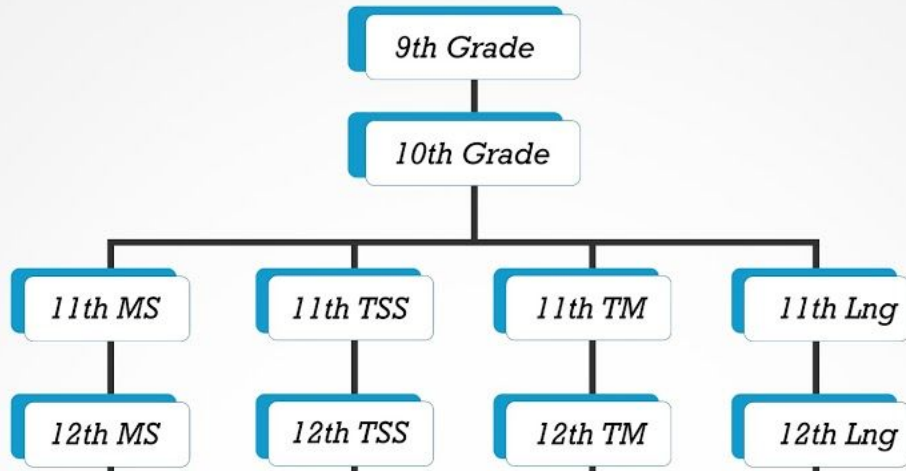 9th Grade
10th Grade
11th MS
11th TSS
11th TM
11th Lng
12th MS
12th TSS
12th TM
12th Lng